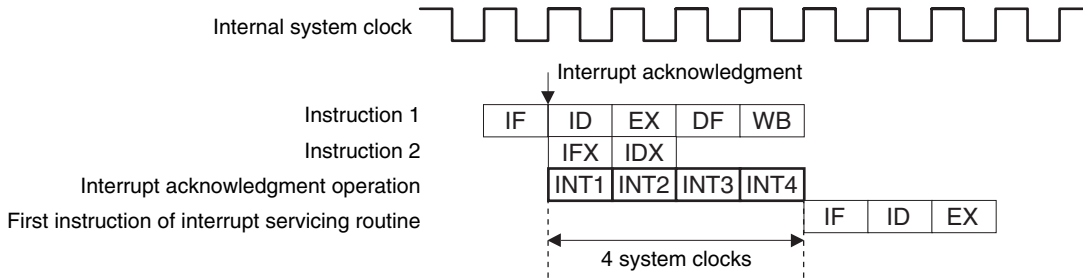 Internal system clock
Interrupt acknowledgment
Instruction 1 IF ID EX DF WB
Instruction 2 IFX IDX
Interrupt acknowledgment operation INT1 INT2 INT3 INT4
First instruction of interrupt servicing routine IF ID EX
4 system clocks